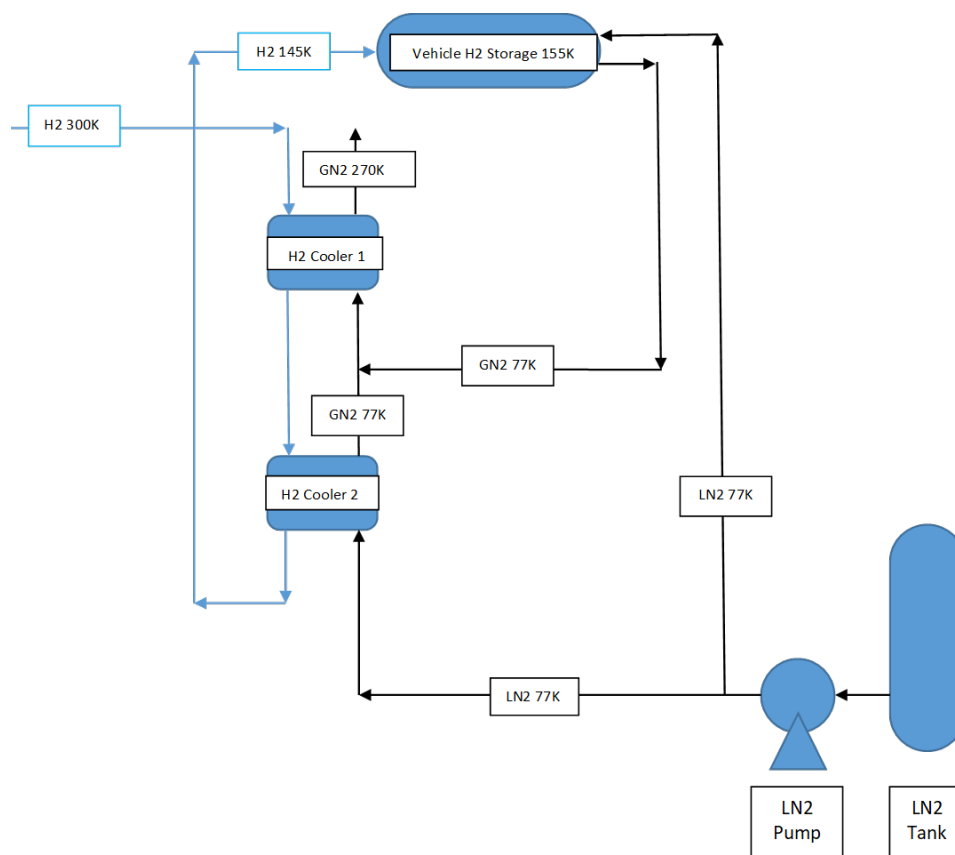 H2 145K
Vehicle H2 Storage 155K
H2 300K
GN2 270K
H2 Cooler 1
GN2 77K
GN2 77K
H2 Cooler 2
LN2 77K
LN2 77K
LN2
Pump
LN2
Tank